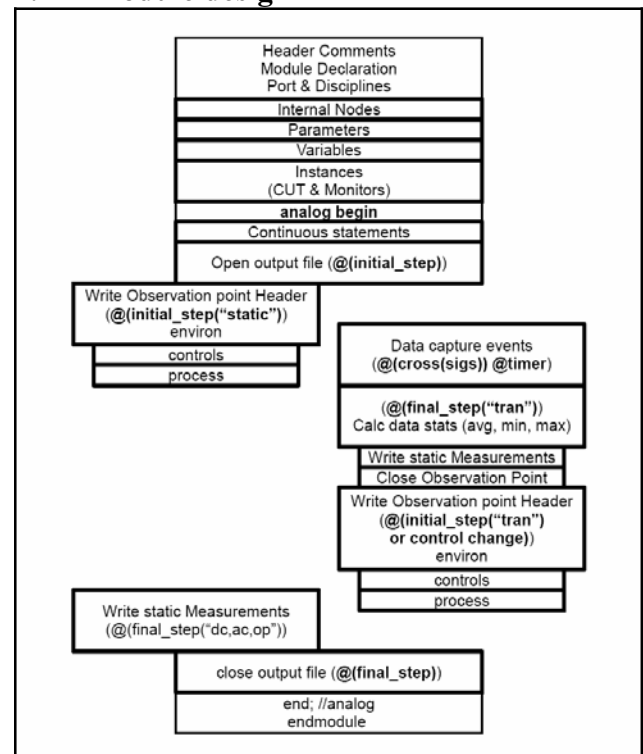 Header Comments
Module Declaration
Port & Disciplines
Internal Nodes
Parameters
Variables
Instances
(CUT & Monitors)
analog begin
Continuous statements
Open output file (@(initial_step))
Write Observation point Header
(@(initial_step("static"))
environ
controls
process
Data capture events
(@(cross(sigs)) @timer)
(@(final_step("tran"))
Calc data stats (avg, min, max)
Write static Measurements
Close Observation Point
Write Observation point Header
(@(initial_step("tran")
or control change))
environ
controls
process
Write static Measurements
(@(final_step("dc,ac,op"))
close output file (@(final_step))
end; //analog
endmodule